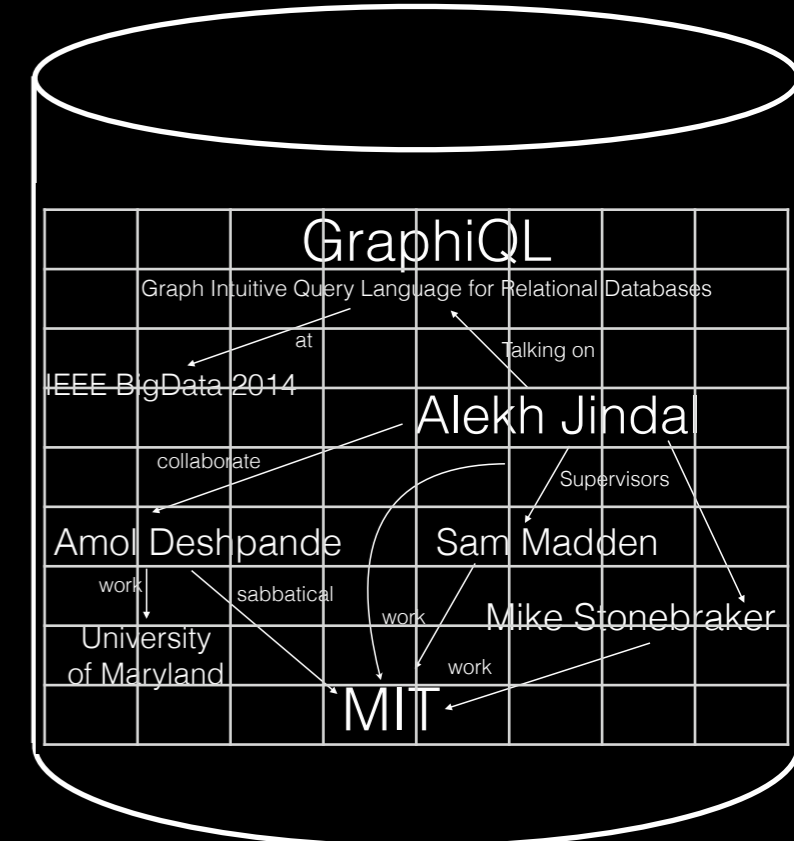 GraphiQL
Graph Intuitive Query Language for Relational Databases
at
Talking on
IEEE BigData 2014
Alekh Jindal
collaborate
Supervisors
Amol Deshpande
Sam Madden
work
sabbatical
work
Mike Stonebraker
University
of Maryland
work
MIT